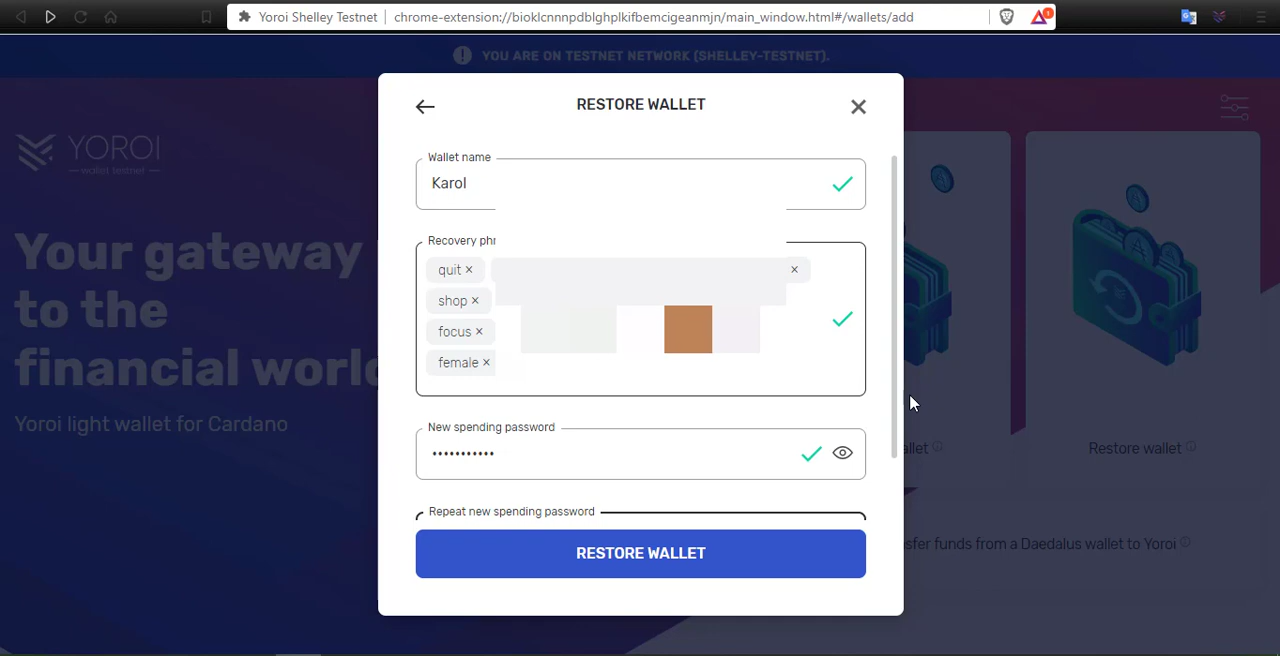 Yoroi Shelley Testnet | chrome-extension://bioklcnnnpdblghplkifbemcigeanmjn/main_window.html#/wallets/add
1
YOU ARE ON TESTNET NETWORK (SHELLEY-TESTNET).
YOROI
wallet testnet
Your gateway
to the
financial world
Yoroi light wallet for Cardano
RESTORE WALLET
Wallet name
Karol
Recovery phr
quit ×
×
shop ×
focus ×
female ×
New spending password
•••••••••••
Repeat new spending password
RESTORE WALLET
allet
Restore wallet
sfer funds from a Daedalus wallet to Yoroi